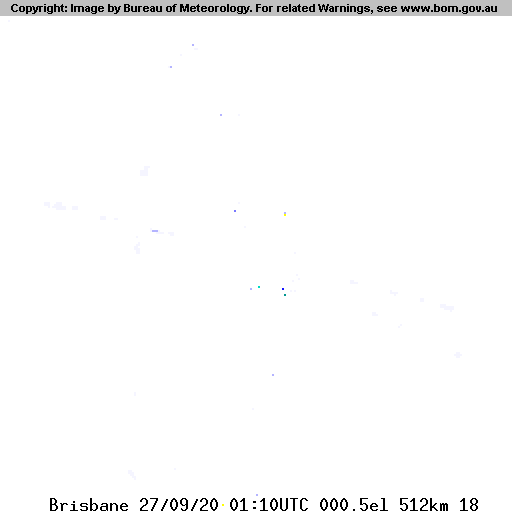 Copyright: Image by Bureau of Meteorology. For related Warnings, see www.bom.gov.au
Brisbane 27/09/20 01:10UTC 000.5el 512km 18